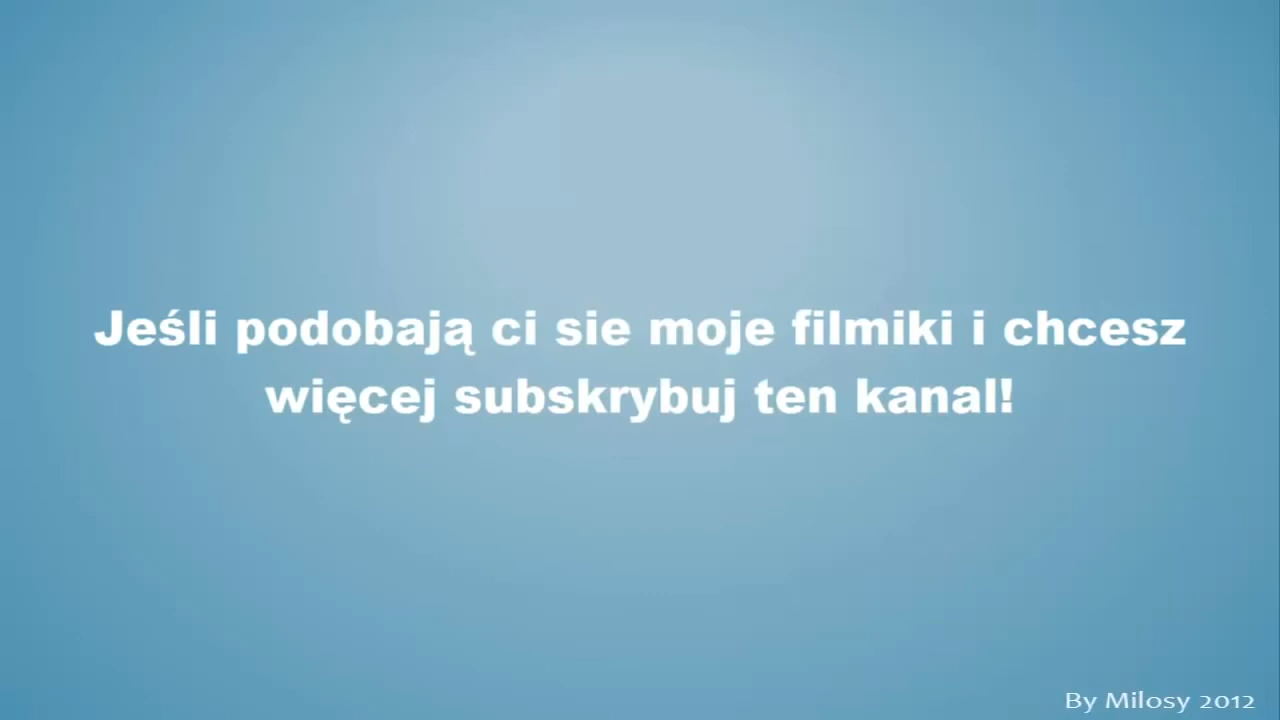 Jeśli podobają ci sie moje filmiki i chcesz
więcej subskrybuj ten kanal!
By Milosy 2012